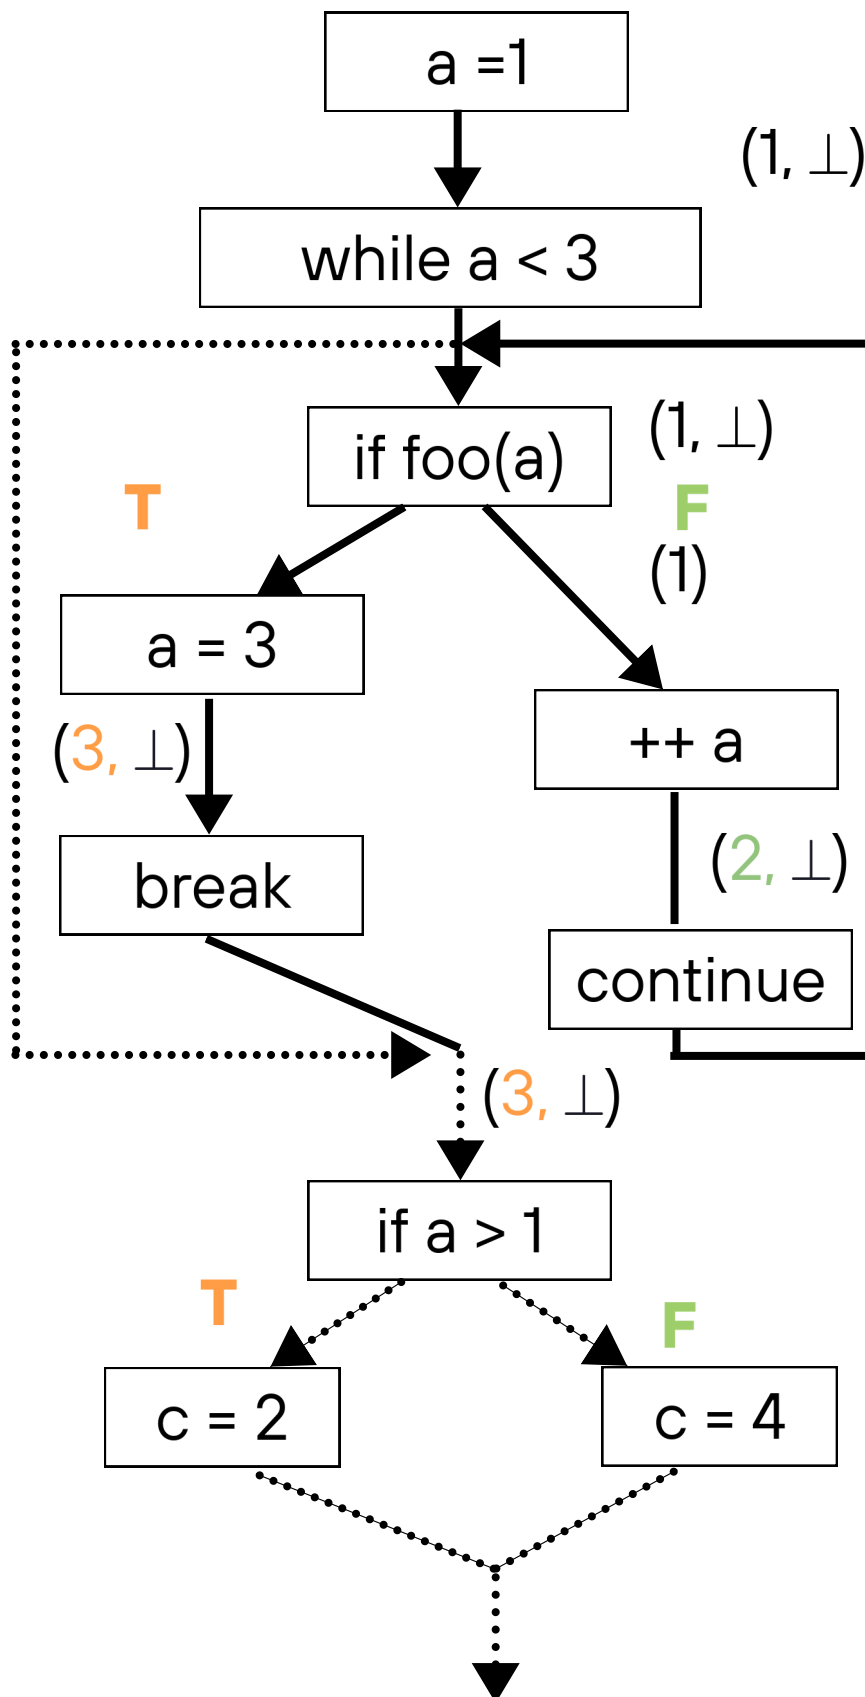 a =1
(1, ⊥)
while a < 3
if foo(a)
(1, ⊥)
T
F
(1)
a = 3
++ a
(3, ⊥)
break
(2, ⊥)
continue
(3, ⊥)
if a > 1
T
F
c = 2
c = 4